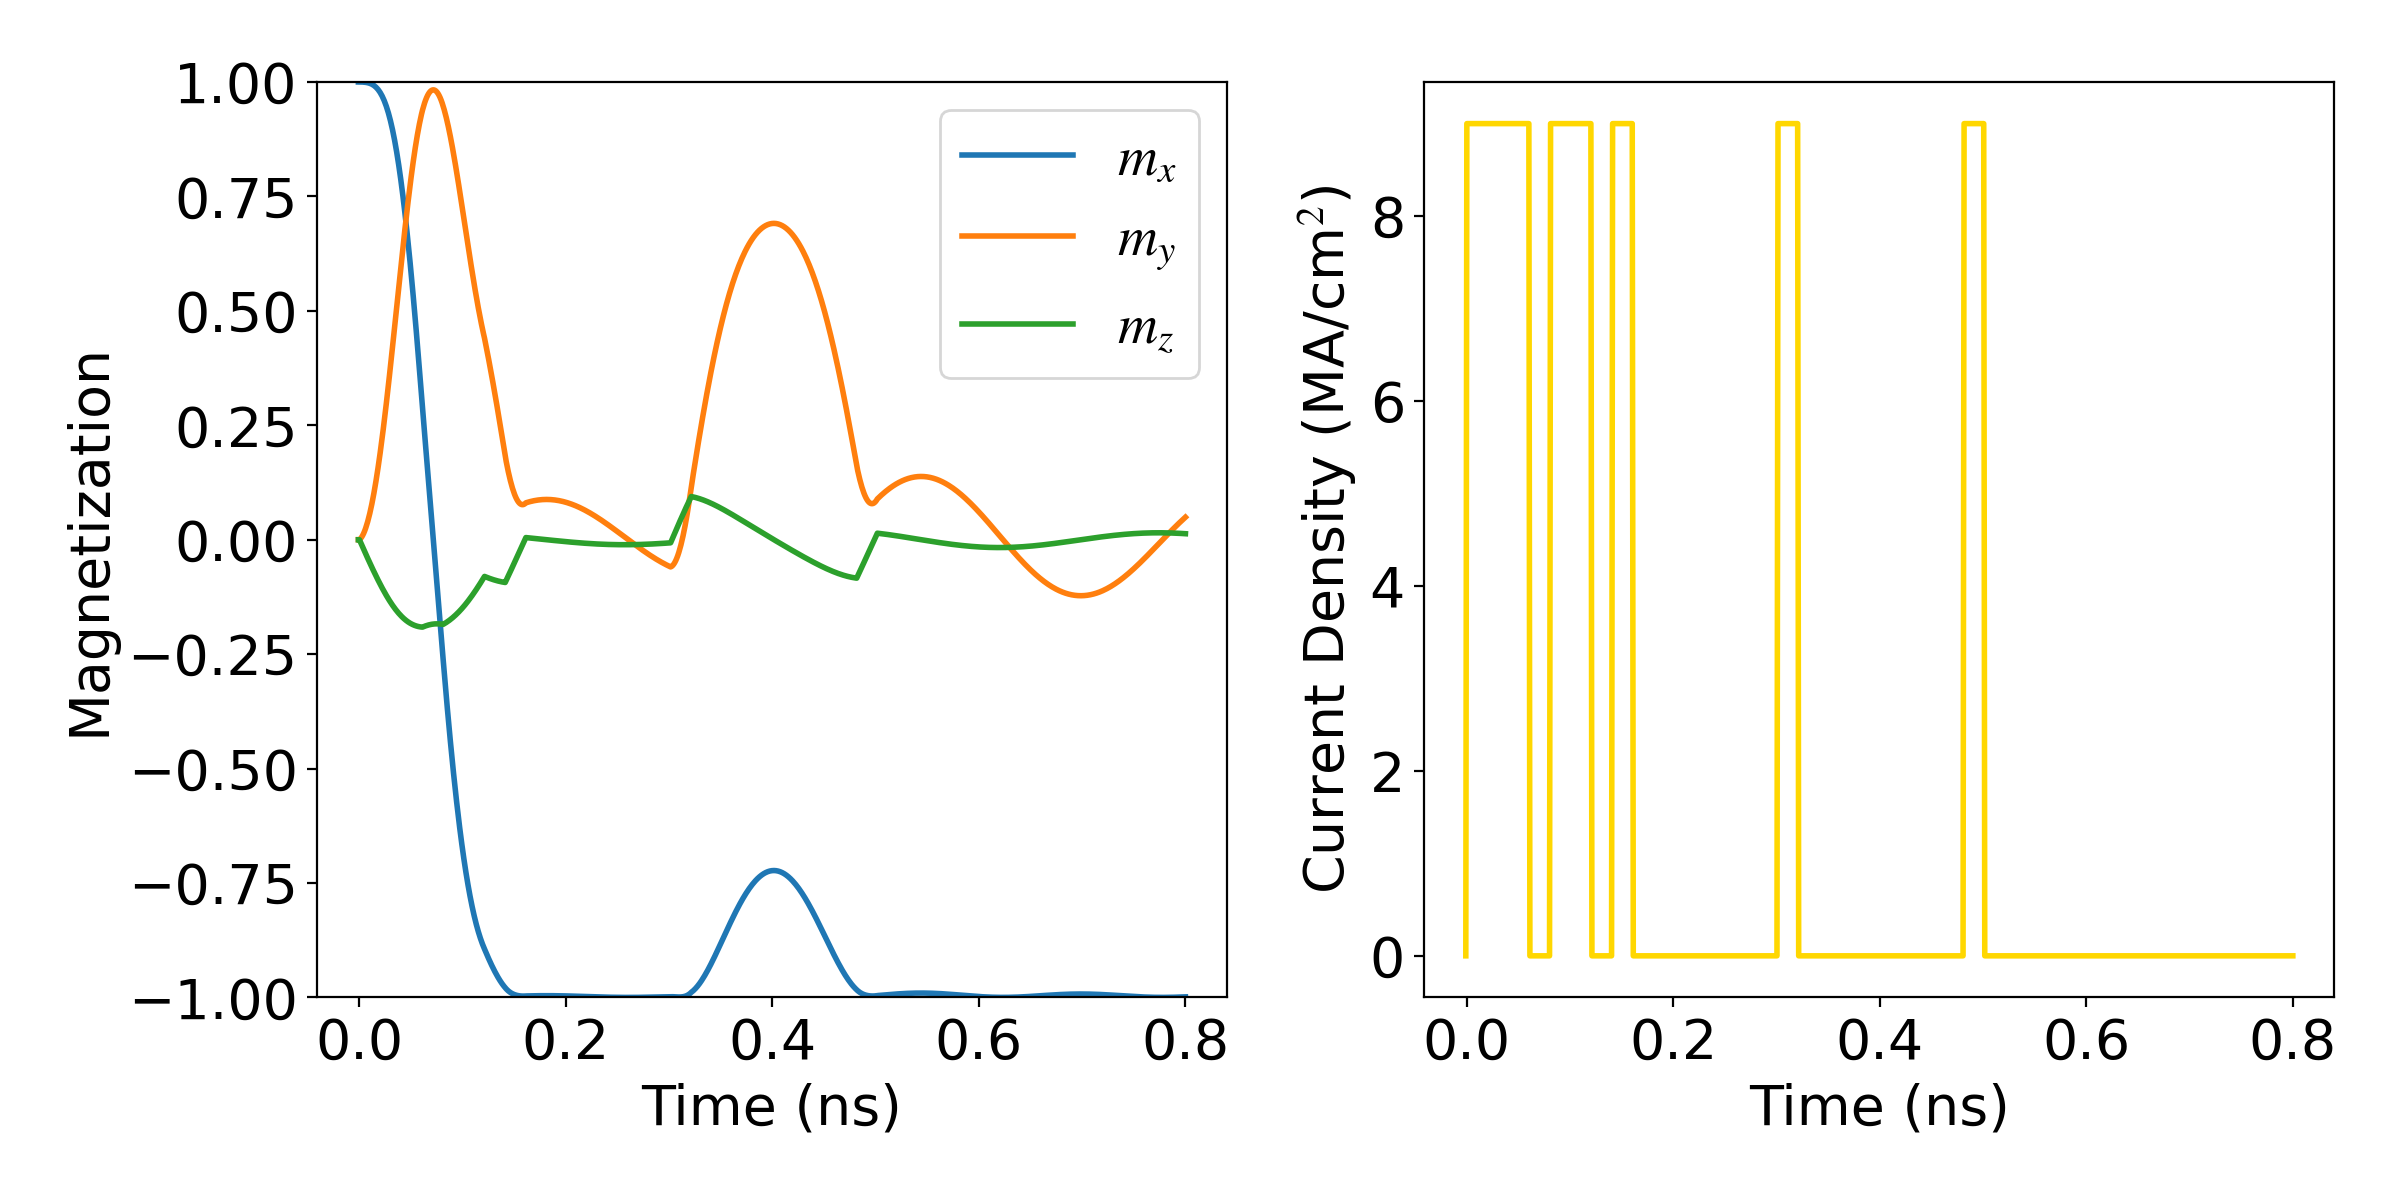 1.00
0.75
0.50
0.25
0.00
−0.25
−0.50
−0.75
−1.00
Magnetization
0.0 0.2 0.4 0.6 0.8
Time (ns)
m_x
m_y
m_z
8
6
4
2
0
Current Density (MA/cm²)
0.0 0.2 0.4 0.6 0.8
Time (ns)